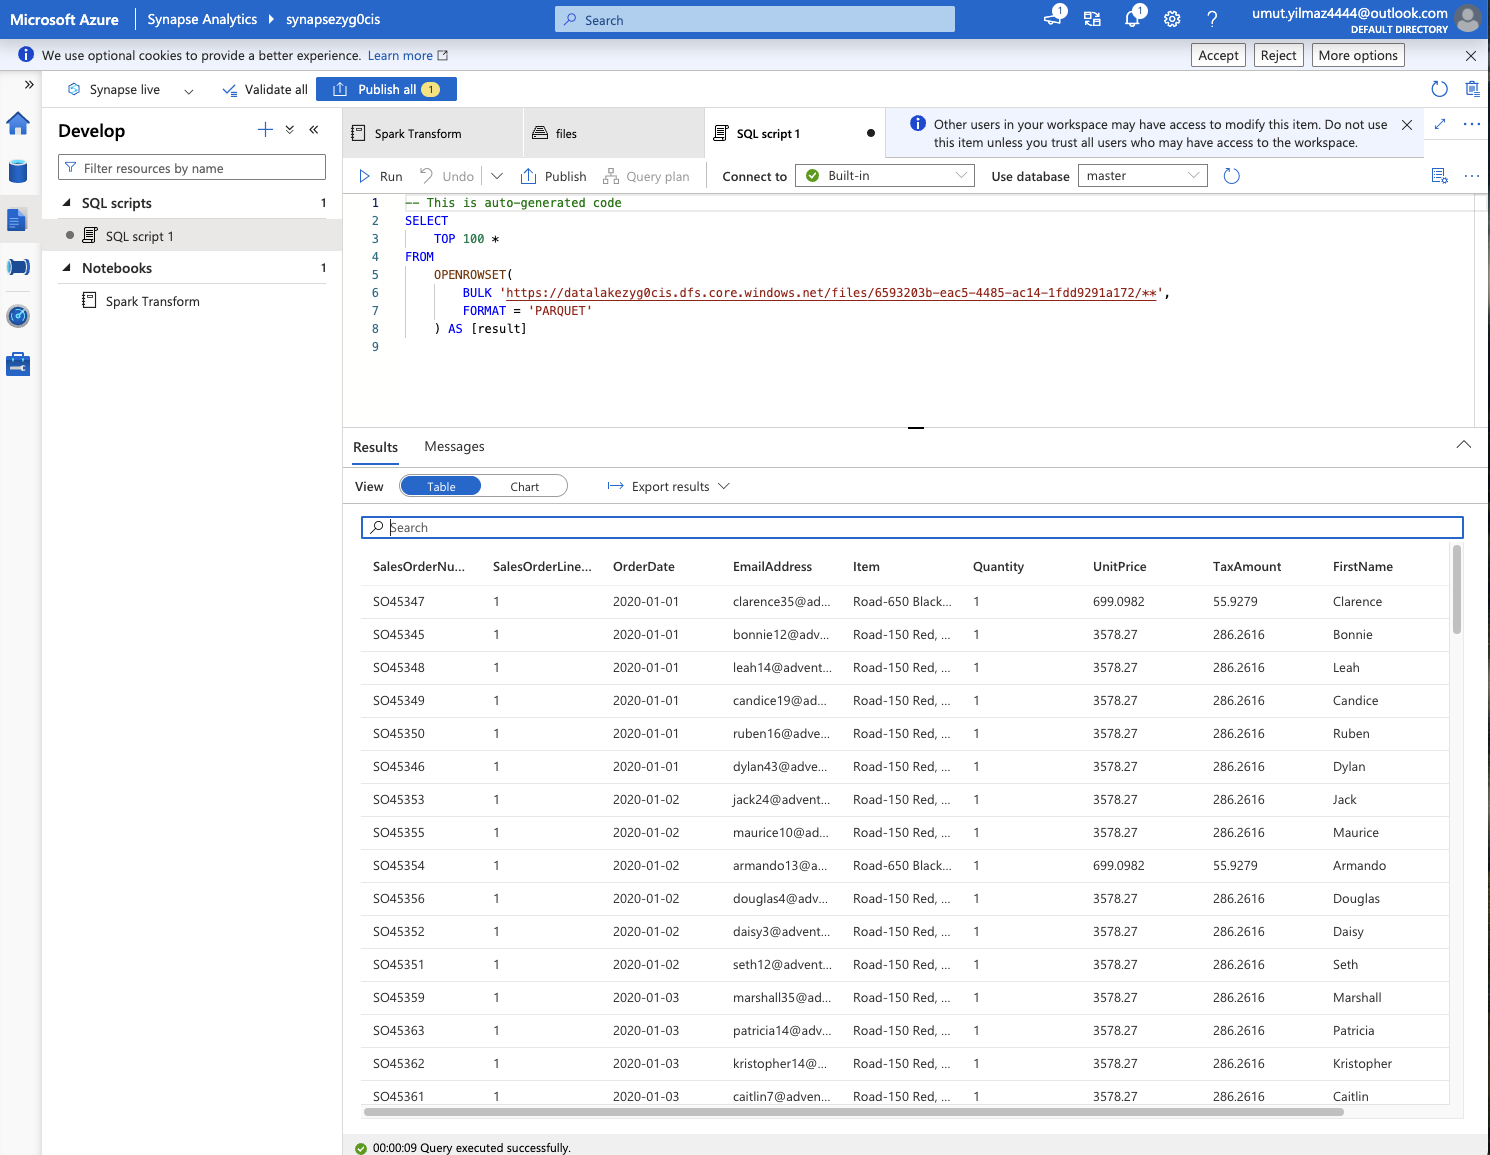 Microsoft Azure Synapse Analytics synapsezyg0cis Search 1 1 umut.yilmaz4444@outlook.com
DEFAULT DIRECTORY
We use optional cookies to provide a better experience. Learn more Accept Reject More options
Synapse live Validate all Publish all 1
Develop
Filter resources by name
SQL scripts 1
SQL script 1
Notebooks 1
Spark Transform
Spark Transform files SQL script 1
Other users in your workspace may have access to modify this item. Do not use
this item unless you trust all users who may have access to the workspace.
Run Undo Publish Query plan Connect to Built-in Use database master
1 -- This is auto-generated code
2 SELECT
3 TOP 100 *
4 FROM
5 OPENROWSET(
6 BULK 'https://datalakezyg0cis.dfs.core.windows.net/files/6593203b-eac5-4485-ac14-1fdd9291a172/**',
7 FORMAT = 'PARQUET'
8 ) AS [result]
9
Results Messages
View Table Chart Export results
Search
SalesOrderNu... SalesOrderLine... OrderDate EmailAddress Item Quantity UnitPrice TaxAmount FirstName
SO45347 1 2020-01-01 clarence35@ad... Road-650 Black... 1 699.0982 55.9279 Clarence
SO45345 1 2020-01-01 bonnie12@adv... Road-150 Red, ... 1 3578.27 286.2616 Bonnie
SO45348 1 2020-01-01 leah14@advent... Road-150 Red, ... 1 3578.27 286.2616 Leah
SO45349 1 2020-01-01 candice19@ad... Road-150 Red, ... 1 3578.27 286.2616 Candice
SO45350 1 2020-01-01 ruben16@adve... Road-150 Red, ... 1 3578.27 286.2616 Ruben
SO45346 1 2020-01-01 dylan43@adve... Road-150 Red, ... 1 3578.27 286.2616 Dylan
SO45353 1 2020-01-02 jack24@advent... Road-150 Red, ... 1 3578.27 286.2616 Jack
SO45355 1 2020-01-02 maurice10@ad... Road-150 Red, ... 1 3578.27 286.2616 Maurice
SO45354 1 2020-01-02 armando13@a... Road-650 Black... 1 699.0982 55.9279 Armando
SO45356 1 2020-01-02 douglas4@adv... Road-150 Red, ... 1 3578.27 286.2616 Douglas
SO45352 1 2020-01-02 daisy3@advent... Road-150 Red, ... 1 3578.27 286.2616 Daisy
SO45351 1 2020-01-02 seth12@advent... Road-150 Red, ... 1 3578.27 286.2616 Seth
SO45359 1 2020-01-03 marshall35@ad... Road-150 Red, ... 1 3578.27 286.2616 Marshall
SO45363 1 2020-01-03 patricia14@adv... Road-150 Red, ... 1 3578.27 286.2616 Patricia
SO45362 1 2020-01-03 kristopher14@... Road-150 Red, ... 1 3578.27 286.2616 Kristopher
SO45361 1 2020-01-03 caitlin7@adven... Road-150 Red, ... 1 3578.27 286.2616 Caitlin
00:00:09 Query executed successfully.